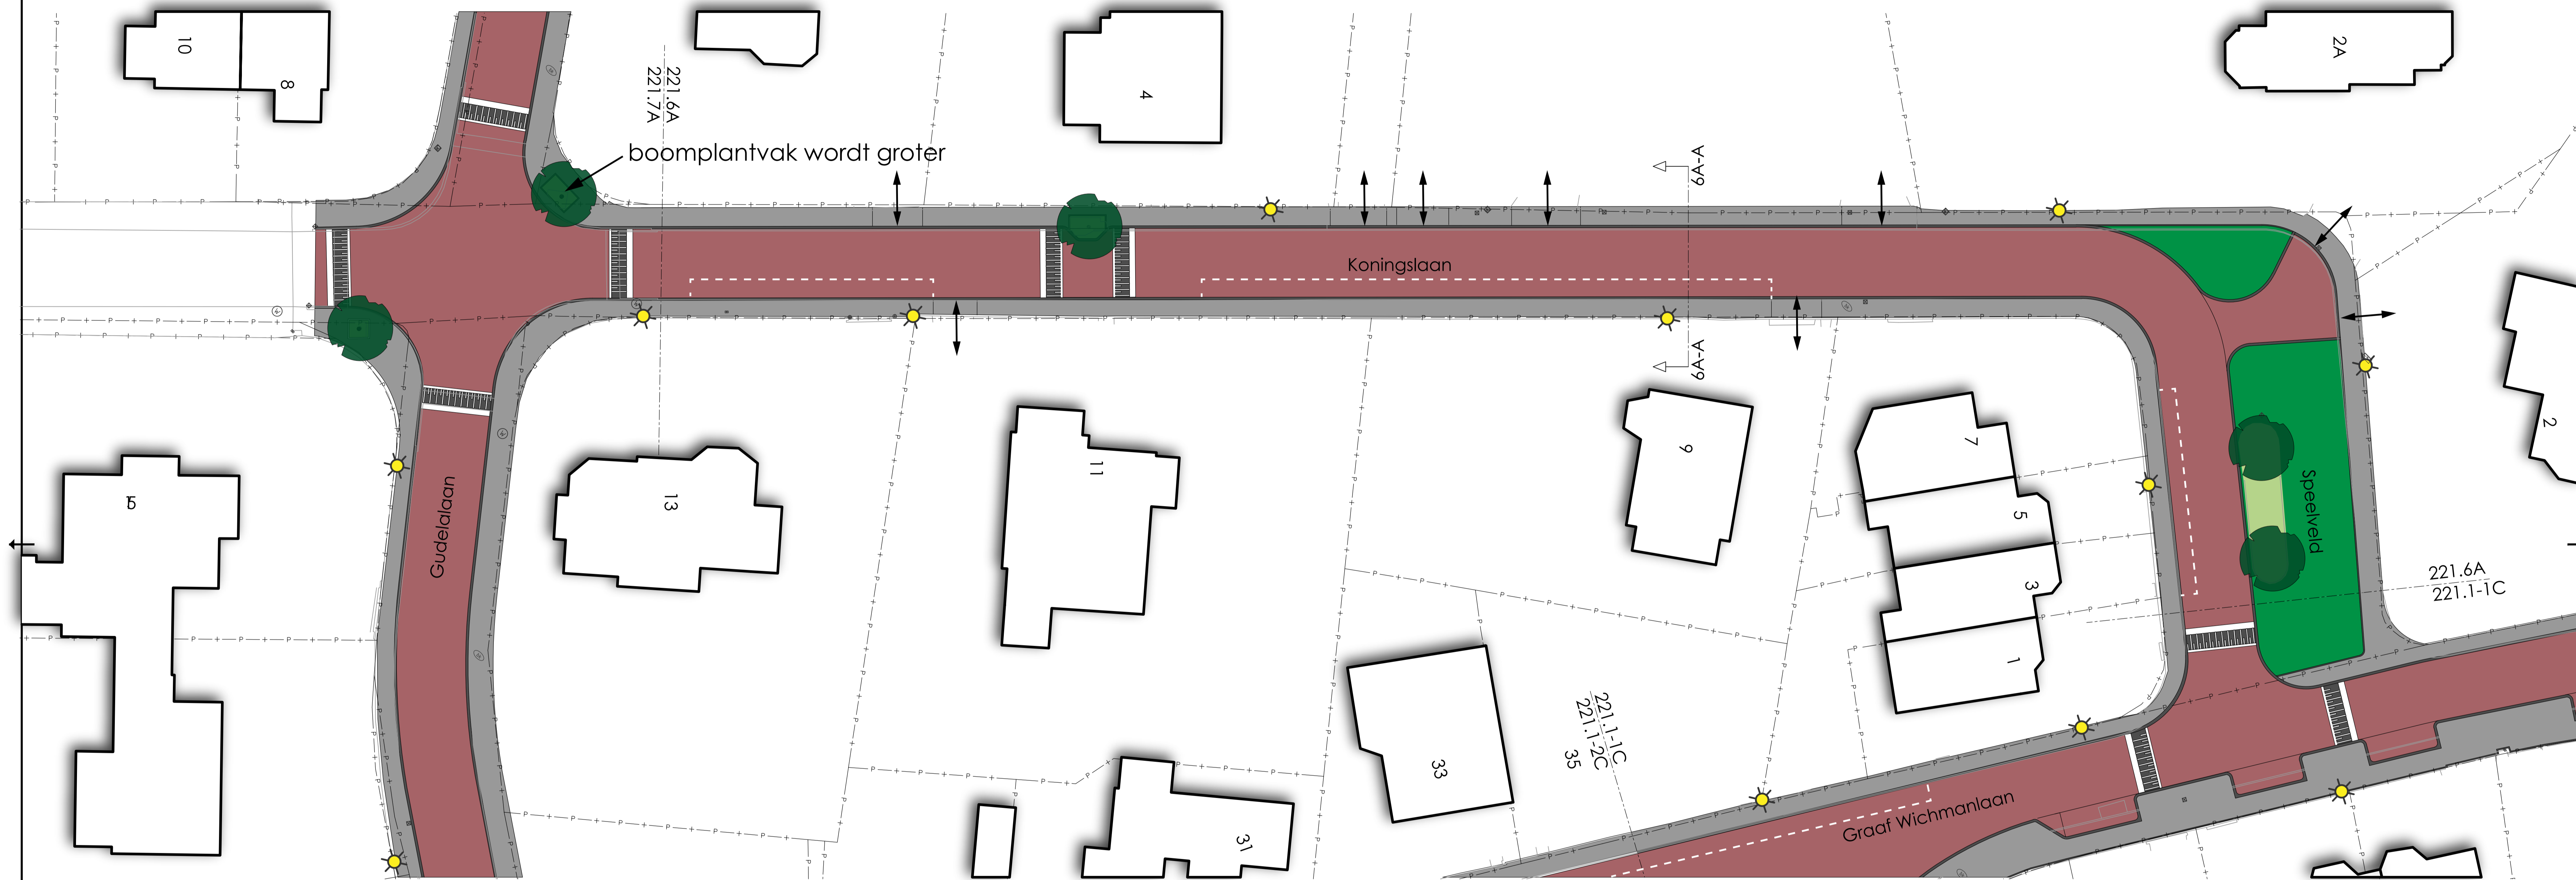 10
8
4
2A
221.6A
221.7A
boomplantvak wordt groter
6A-A
Koningslaan
6A-A
2
9
7
5
3
1
Speelveld
221.6A
221.1-1C
15
Gudelalaan
13
11
33
221.1-1C
221.1-2C
35
31
Graaf Wichmanlaan